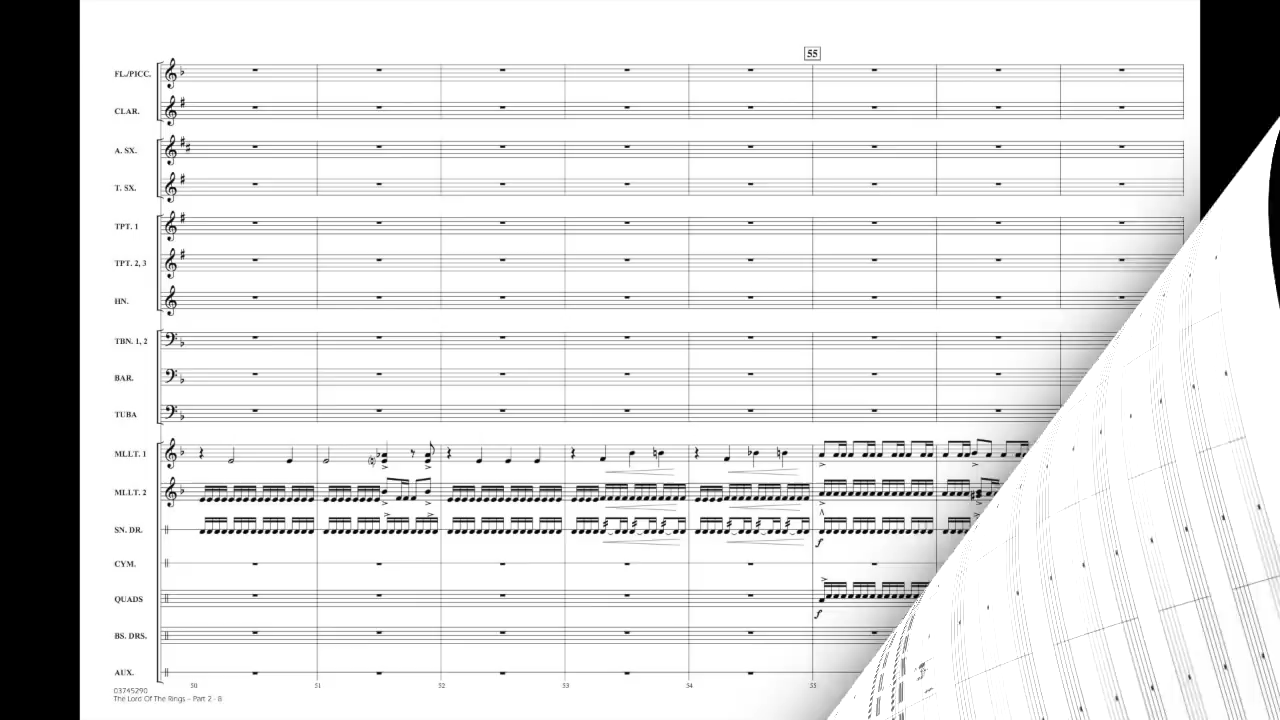 55
FL./PICC.
CLAR.
A. SX.
T. SX.
TPT. 1
TPT. 2, 3
HN.
TBN. 1, 2
BAR.
TUBA
MLLT. 1
MLLT. 2
SN. DR.
f
CYM.
QUADS
f
BS. DRS.
AUX.
50 51 52 53 54 55
03745290
The Lord Of The Rings – Part 2 - 8